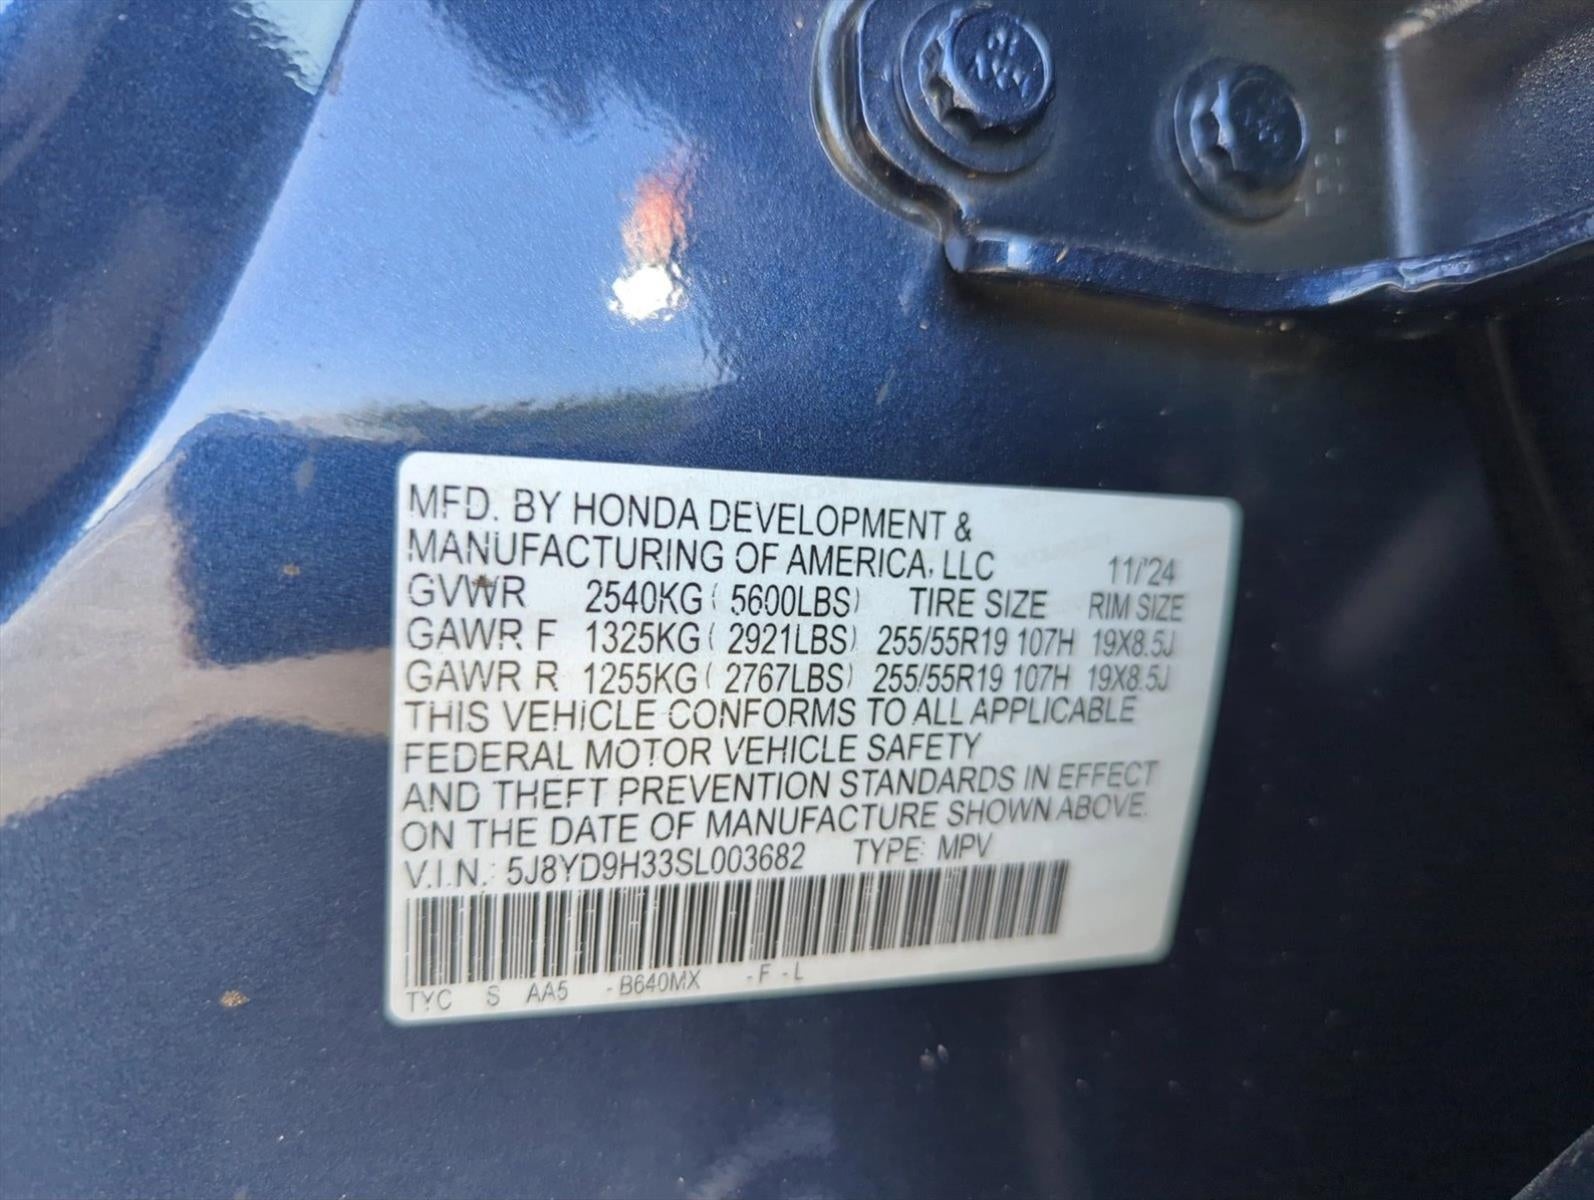 MFD. BY HONDA DEVELOPMENT &
MANUFACTURING OF AMERICA, LLC 11/'24
GVWR 2540KG ( 5600LBS) TIRE SIZE RIM SIZE
GAWR F 1325KG ( 2921LBS) 255/55R19 107H 19X8.5J
GAWR R 1255KG ( 2767LBS) 255/55R19 107H 19X8.5J
THIS VEHICLE CONFORMS TO ALL APPLICABLE
FEDERAL MOTOR VEHICLE SAFETY
AND THEFT PREVENTION STANDARDS IN EFFECT
ON THE DATE OF MANUFACTURE SHOWN ABOVE.
V.I.N.: 5J8YD9H33SL003682 TYPE: MPV
TYC S AA5 -B640MX -F -L